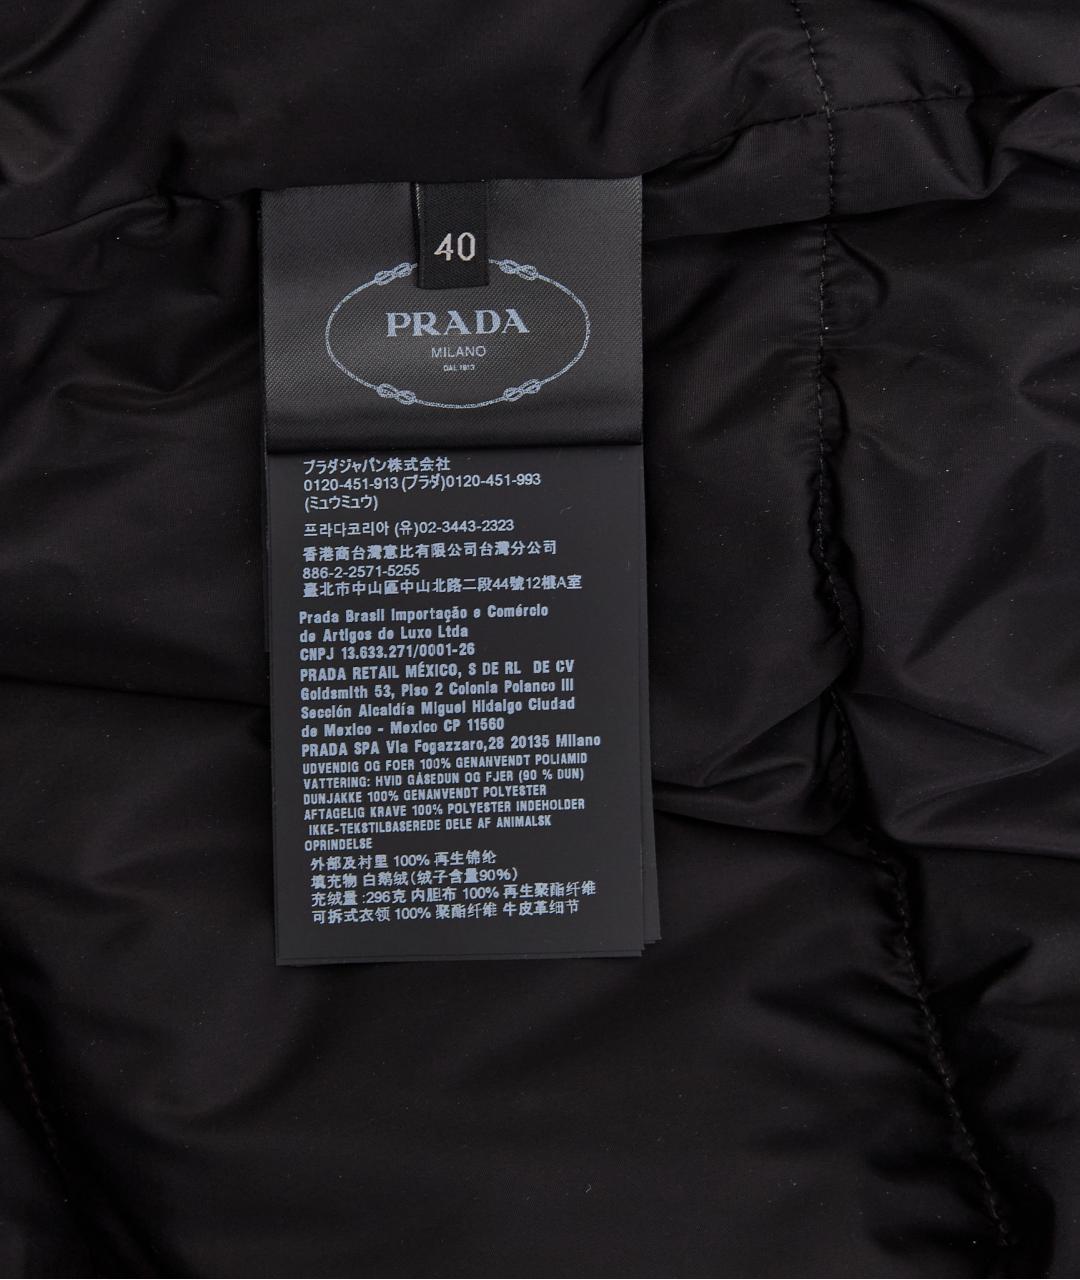 40
PRADA
MILANO
DAL 1913
プラダジャパン株式会社
0120-451-913(プラダ)0120-451-993
(ミュウミュウ)
프라다코리아 (유)02-3443-2323
香港商台灣意比有限公司台灣分公司
886-2-2571-5255
臺北市中山區中山北路二段44號12樓A室
Prada Brasil Importação e Comércio
de Artigos de Luxo Ltda
CNPJ 13.633.271/0001-26
PRADA RETAIL MÉXICO, S DE RL DE CV
Goldsmith 53, Piso 2 Colonia Polanco III
Sección Alcaldía Miguel Hidalgo Ciudad
de Mexico - Mexico CP 11560
PRADA SPA Via Fogazzaro,28 20135 Milano
UDVENDIG OG FOER 100% GENANVENDT POLIAMID
VATTERING: HVID GÅSEDUN OG FJER (90 % DUN)
DUNJAKKE 100% GENANVENDT POLYESTER
AFTAGELIG KRAVE 100% POLYESTER INDEHOLDER
IKKE-TEKSTILBASEREDE DELE AF ANIMALSK
OPRINDELSE
外部及衬里 100% 再生锦纶
填充物 白鹅绒(绒子含量90%)
充绒量 :296克 内胆布 100% 再生聚酯纤维
可拆式衣领 100% 聚酯纤维 牛皮革细节